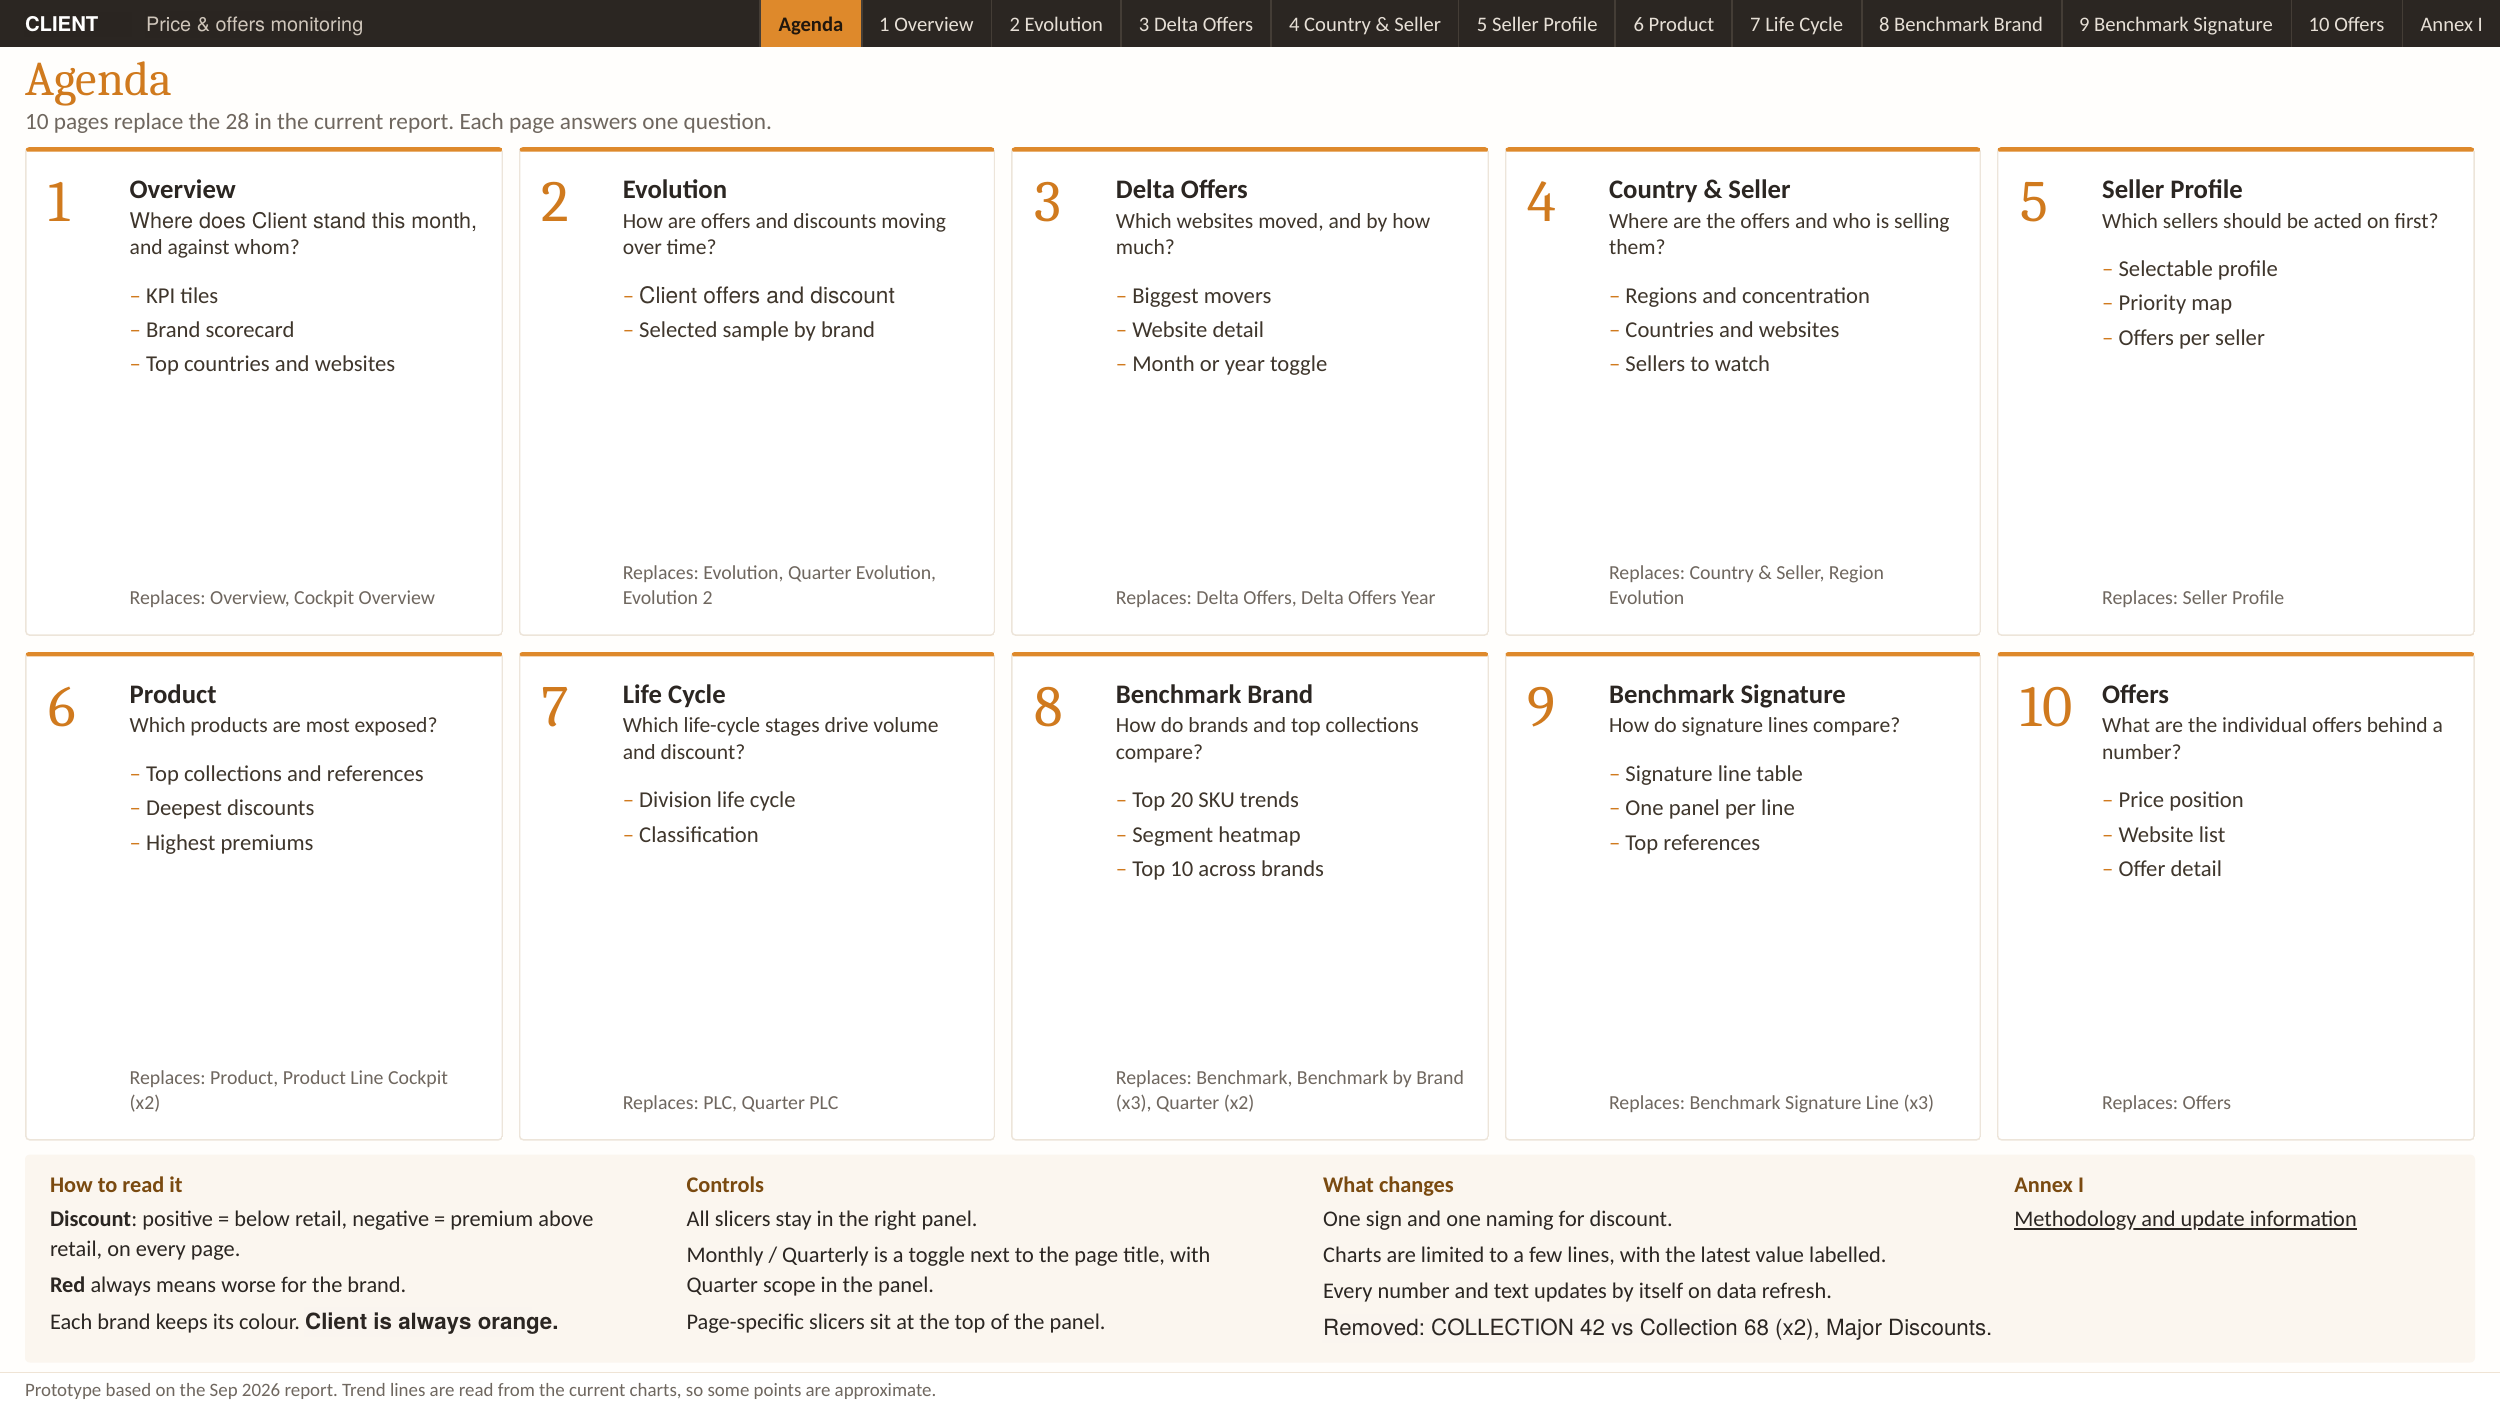 CLIENT Price & offers monitoring Agenda 1 Overview 2 Evolution 3 Delta Offers 4 Country & Seller 5 Seller Profile 6 Product 7 Life Cycle 8 Benchmark Brand 9 Benchmark Signature 10 Offers Annex I
Agenda
10 pages replace the 28 in the current report. Each page answers one question.
1
Overview
Where does Client stand this month,
and against whom?
– KPI tiles
– Brand scorecard
– Top countries and websites
Replaces: Overview, Cockpit Overview
2
Evolution
How are offers and discounts moving
over time?
– Client offers and discount
– Selected sample by brand
Replaces: Evolution, Quarter Evolution,
Evolution 2
3
Delta Offers
Which websites moved, and by how
much?
– Biggest movers
– Website detail
– Month or year toggle
Replaces: Delta Offers, Delta Offers Year
4
Country & Seller
Where are the offers and who is selling
them?
– Regions and concentration
– Countries and websites
– Sellers to watch
Replaces: Country & Seller, Region
Evolution
5
Seller Profile
Which sellers should be acted on first?
– Selectable profile
– Priority map
– Offers per seller
Replaces: Seller Profile
6
Product
Which products are most exposed?
– Top collections and references
– Deepest discounts
– Highest premiums
Replaces: Product, Product Line Cockpit
(x2)
7
Life Cycle
Which life-cycle stages drive volume
and discount?
– Division life cycle
– Classification
Replaces: PLC, Quarter PLC
8
Benchmark Brand
How do brands and top collections
compare?
– Top 20 SKU trends
– Segment heatmap
– Top 10 across brands
Replaces: Benchmark, Benchmark by Brand
(x3), Quarter (x2)
9
Benchmark Signature
How do signature lines compare?
– Signature line table
– One panel per line
– Top references
Replaces: Benchmark Signature Line (x3)
10
Offers
What are the individual offers behind a
number?
– Price position
– Website list
– Offer detail
Replaces: Offers
How to read it
Discount: positive = below retail, negative = premium above
retail, on every page.
Red always means worse for the brand.
Each brand keeps its colour. Client is always orange.
Controls
All slicers stay in the right panel.
Monthly / Quarterly is a toggle next to the page title, with
Quarter scope in the panel.
Page-specific slicers sit at the top of the panel.
What changes
One sign and one naming for discount.
Charts are limited to a few lines, with the latest value labelled.
Every number and text updates by itself on data refresh.
Removed: COLLECTION 42 vs Collection 68 (x2), Major Discounts.
Annex I
Methodology and update information
Prototype based on the Sep 2026 report. Trend lines are read from the current charts, so some points are approximate.